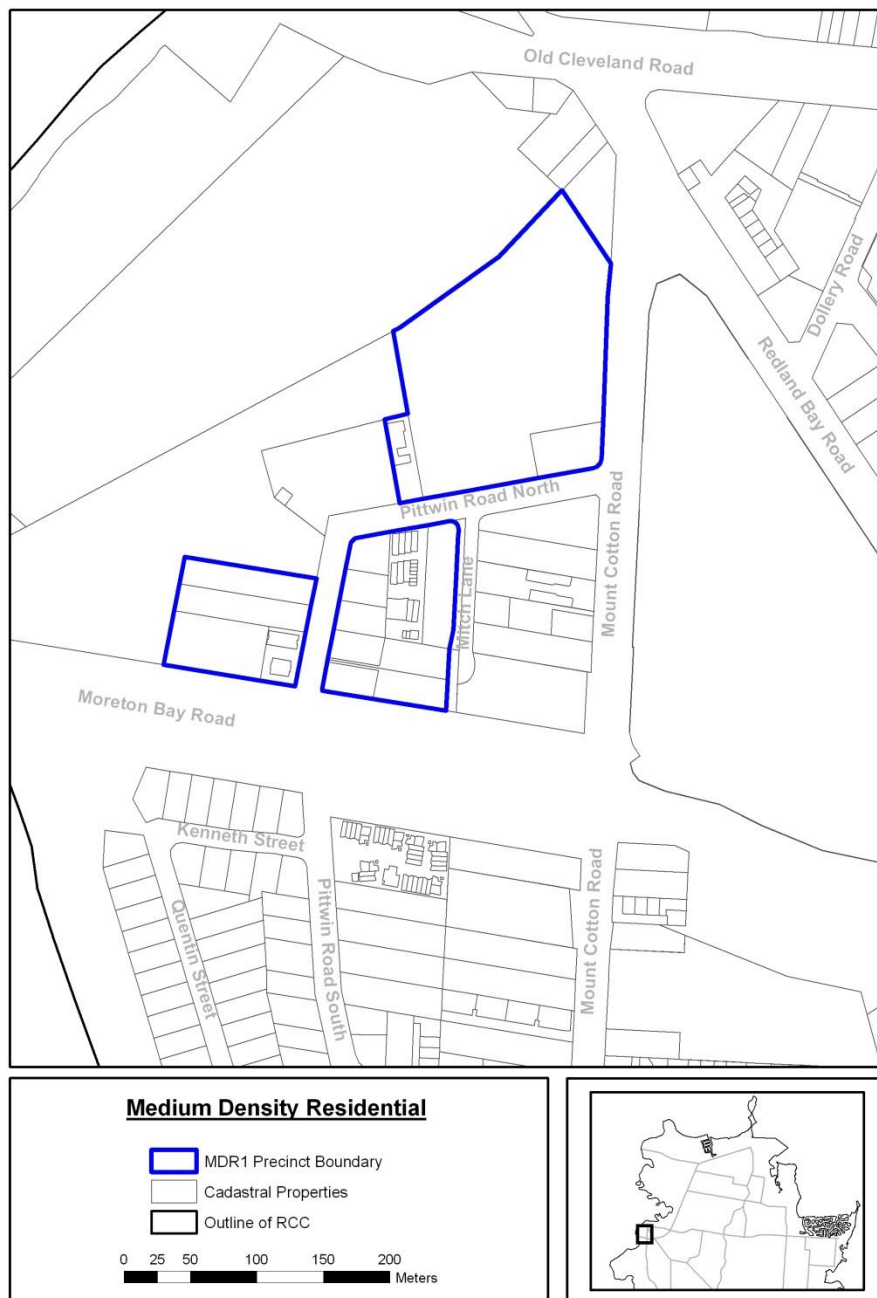 Old Cleveland Road
Dollery Road
Redland Bay Road
Pittwin Road North
Mount Cotton Road
Mitch Lane
Moreton Bay Road
Kenneth Street
Quentin Street
Pittwin Road South
Mount Cotton Road
Medium Density Residential
MDR1 Precinct Boundary
Cadastral Properties
Outline of RCC
0 25 50 100 150 200
Meters